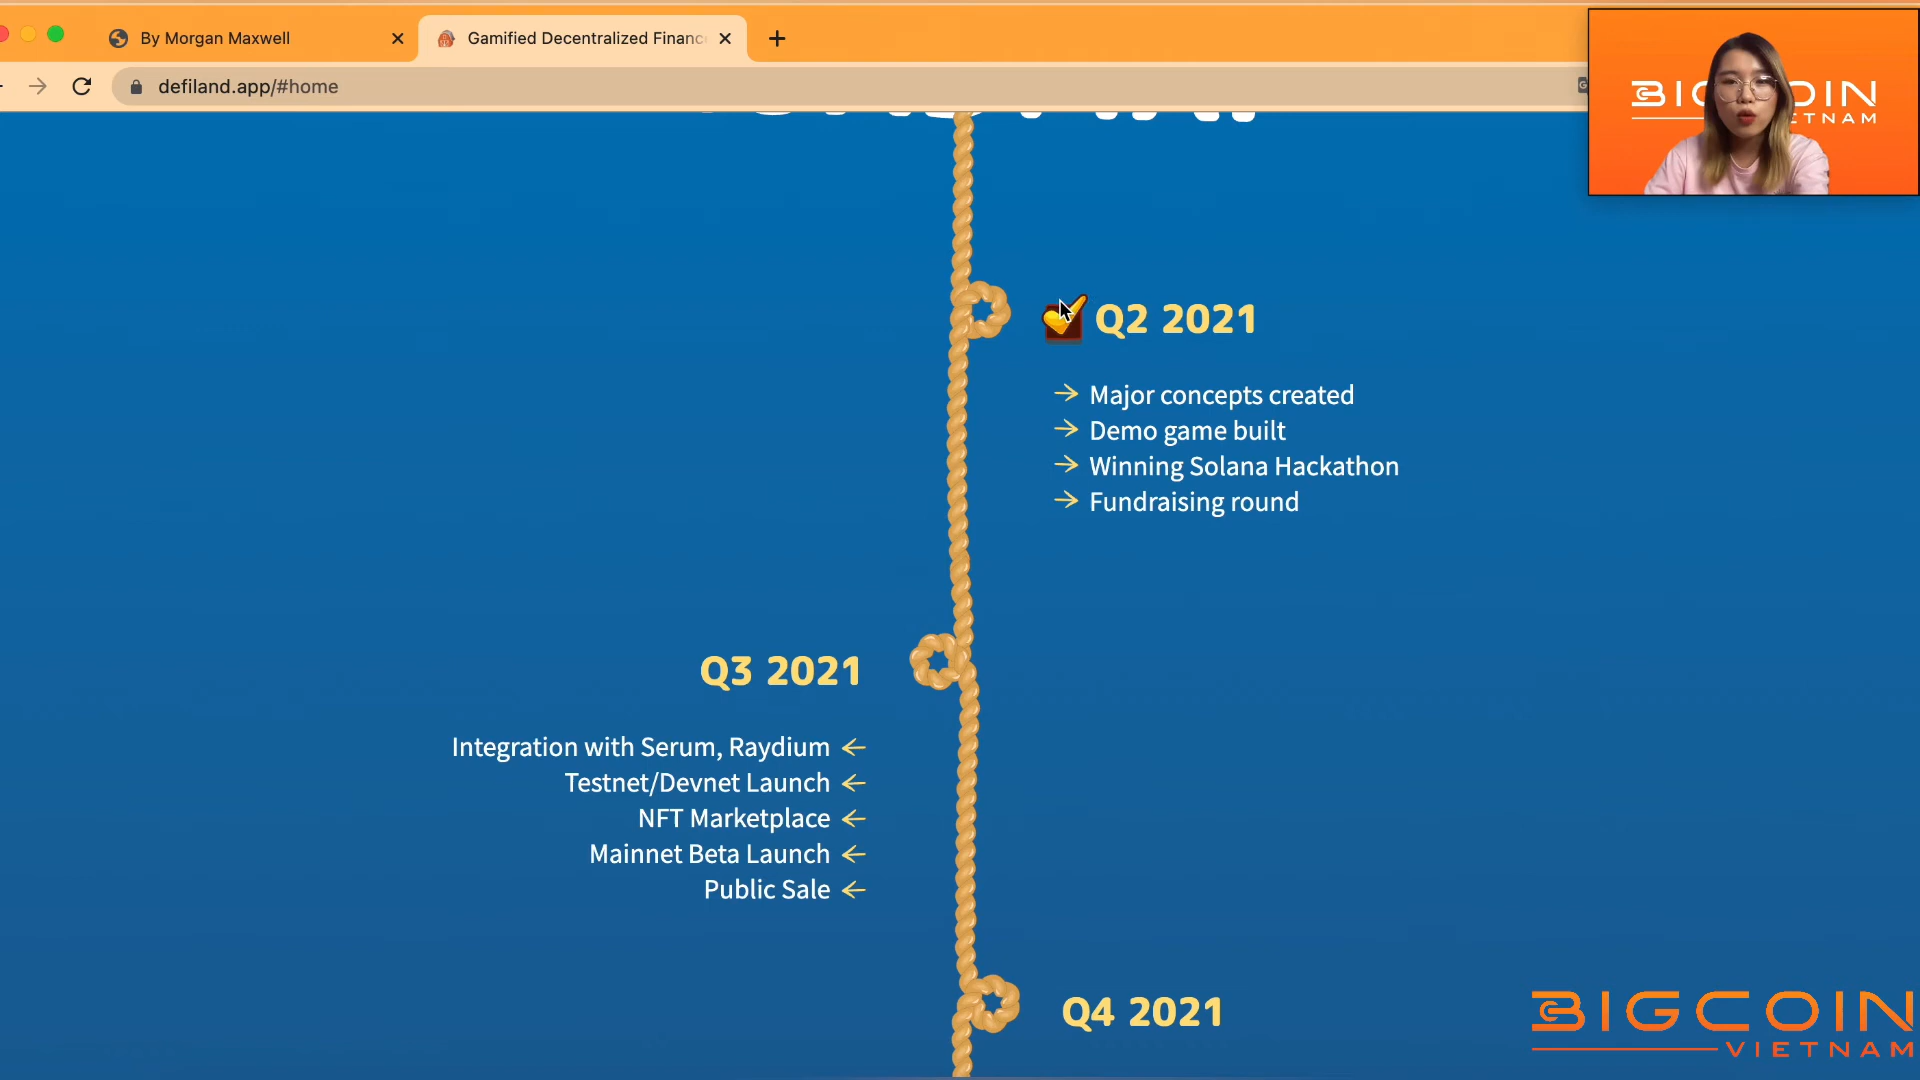 By Morgan Maxwell
Gamified Decentralized Financ
defiland.app/#home
Q2 2021
Major concepts created
Demo game built
Winning Solana Hackathon
Fundraising round
Q3 2021
Integration with Serum, Raydium
Testnet/Devnet Launch
NFT Marketplace
Mainnet Beta Launch
Public Sale
Q4 2021
BIGCOIN
VIETNAM